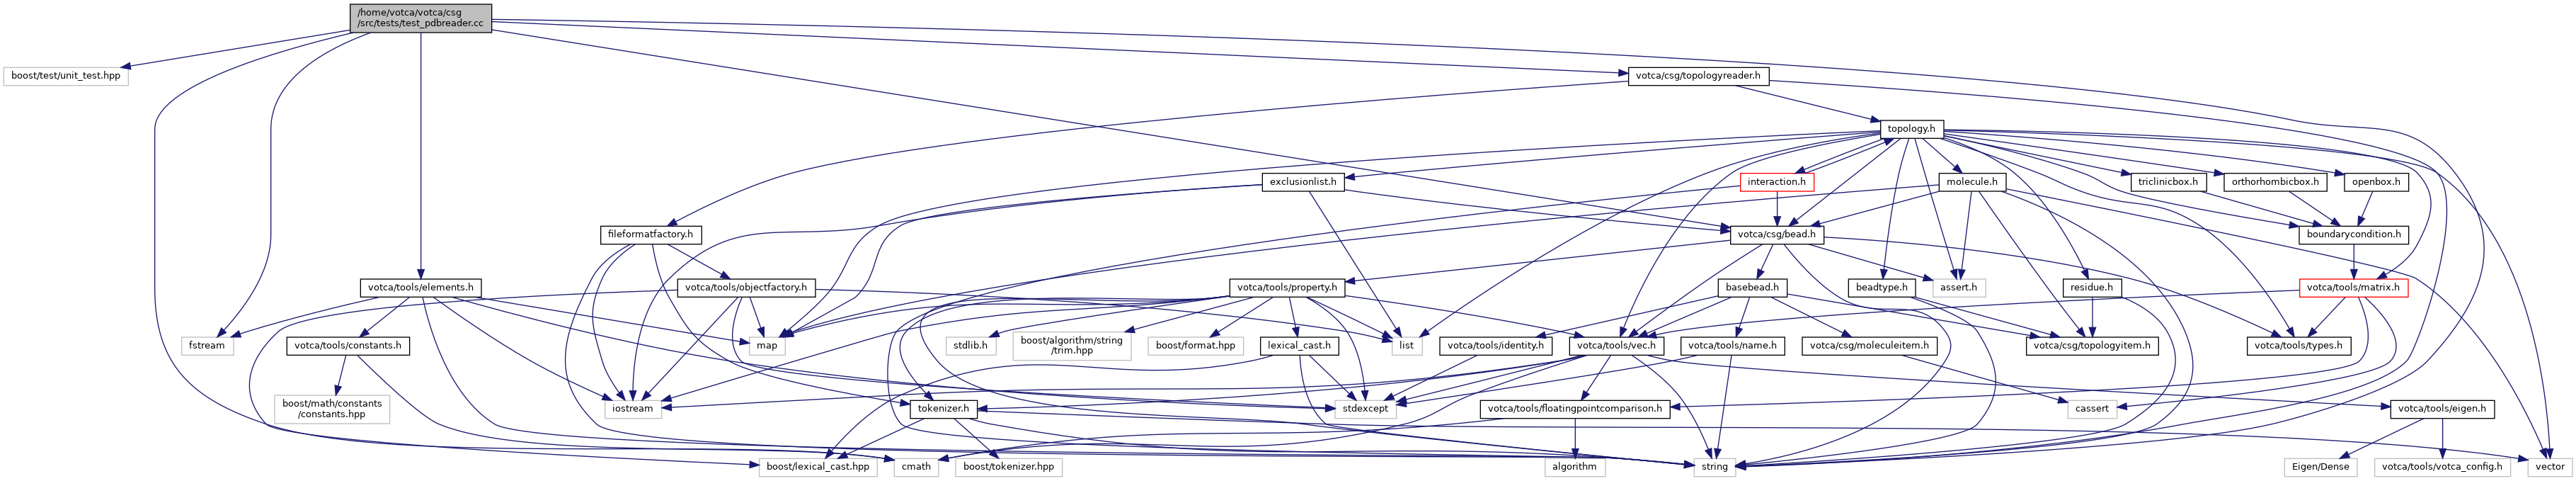 /home/votca/votca/csg
/src/tests/test_pdbreader.cc
boost/test/unit_test.hpp
votca/csg/topologyreader.h
topology.h
exclusionlist.h
interaction.h
molecule.h
triclinicbox.h
orthorhombicbox.h
openbox.h
fileformatfactory.h
votca/csg/bead.h
boundarycondition.h
votca/tools/elements.h
votca/tools/objectfactory.h
votca/tools/property.h
basebead.h
beadtype.h
assert.h
residue.h
votca/tools/matrix.h
fstream
votca/tools/constants.h
map
stdlib.h
boost/algorithm/string
/trim.hpp
boost/format.hpp
lexical_cast.h
list
votca/tools/identity.h
votca/tools/vec.h
votca/tools/name.h
votca/csg/moleculeitem.h
votca/csg/topologyitem.h
votca/tools/types.h
boost/math/constants
/constants.hpp
iostream
tokenizer.h
stdexcept
votca/tools/floatingpointcomparison.h
cassert
votca/tools/eigen.h
boost/lexical_cast.hpp
cmath
boost/tokenizer.hpp
string
algorithm
Eigen/Dense
votca/tools/votca_config.h
vector